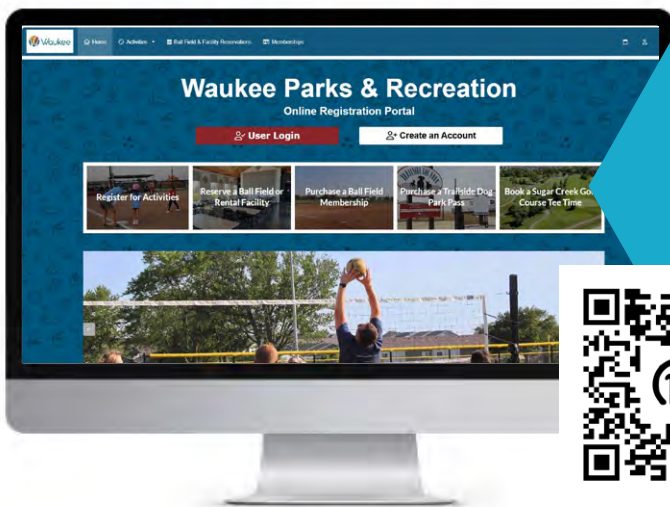 Waukee
Home
Activities
Ball Field & Facility Reservations
Memberships
Waukee Parks & Recreation
Online Registration Portal
User Login
Create an Account
Register for Activities
Reserve a Ball Field or
Rental Facility
Purchase a Ball Field
Membership
Purchase a Trailside Dog
Park Pass
Book a Sugar Creek Golf
Course Tee Time